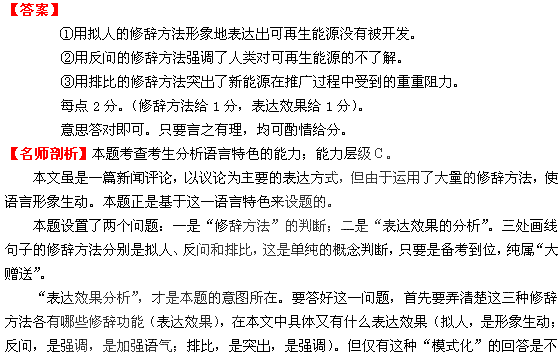 【答案】
①用拟人的修辞方法形象地表达出可再生能源没有被开发。
②用反问的修辞方法强调了人类对可再生能源的不了解。
③用排比的修辞方法突出了新能源在推广过程中受到的重重阻力。
每点2分。(修辞方法给1分，表达效果给1分)。
意思答对即可。只要言之有理，均可酌情给分。
【名师剖析】本题考查考生分析语言特色的能力；能力层级C。
本文虽是一篇新闻评论，以议论为主要的表达方式，但由于运用了大量的修辞方法，使
语言形象生动。本题正是基于这一语言特色来设题的。
本题设置了两个问题：一是“修辞方法”的判断；二是“表达效果的分析”。三处画线
句子的修辞方法分别是拟人、反问和排比，这是单纯的概念判断，只要是备考到位，纯属“大
赠送”。
“表达效果分析”，才是本题的意图所在。要答好这一问题，首先要弄清楚这三种修辞
方法各有哪些修辞功能（表达效果），在本文中具体又有什么表达效果（拟人，是形象生动；
反问，是强调，是加强语气；排比，是突出，是强调）。但仅有这种“模式化”的回答是不